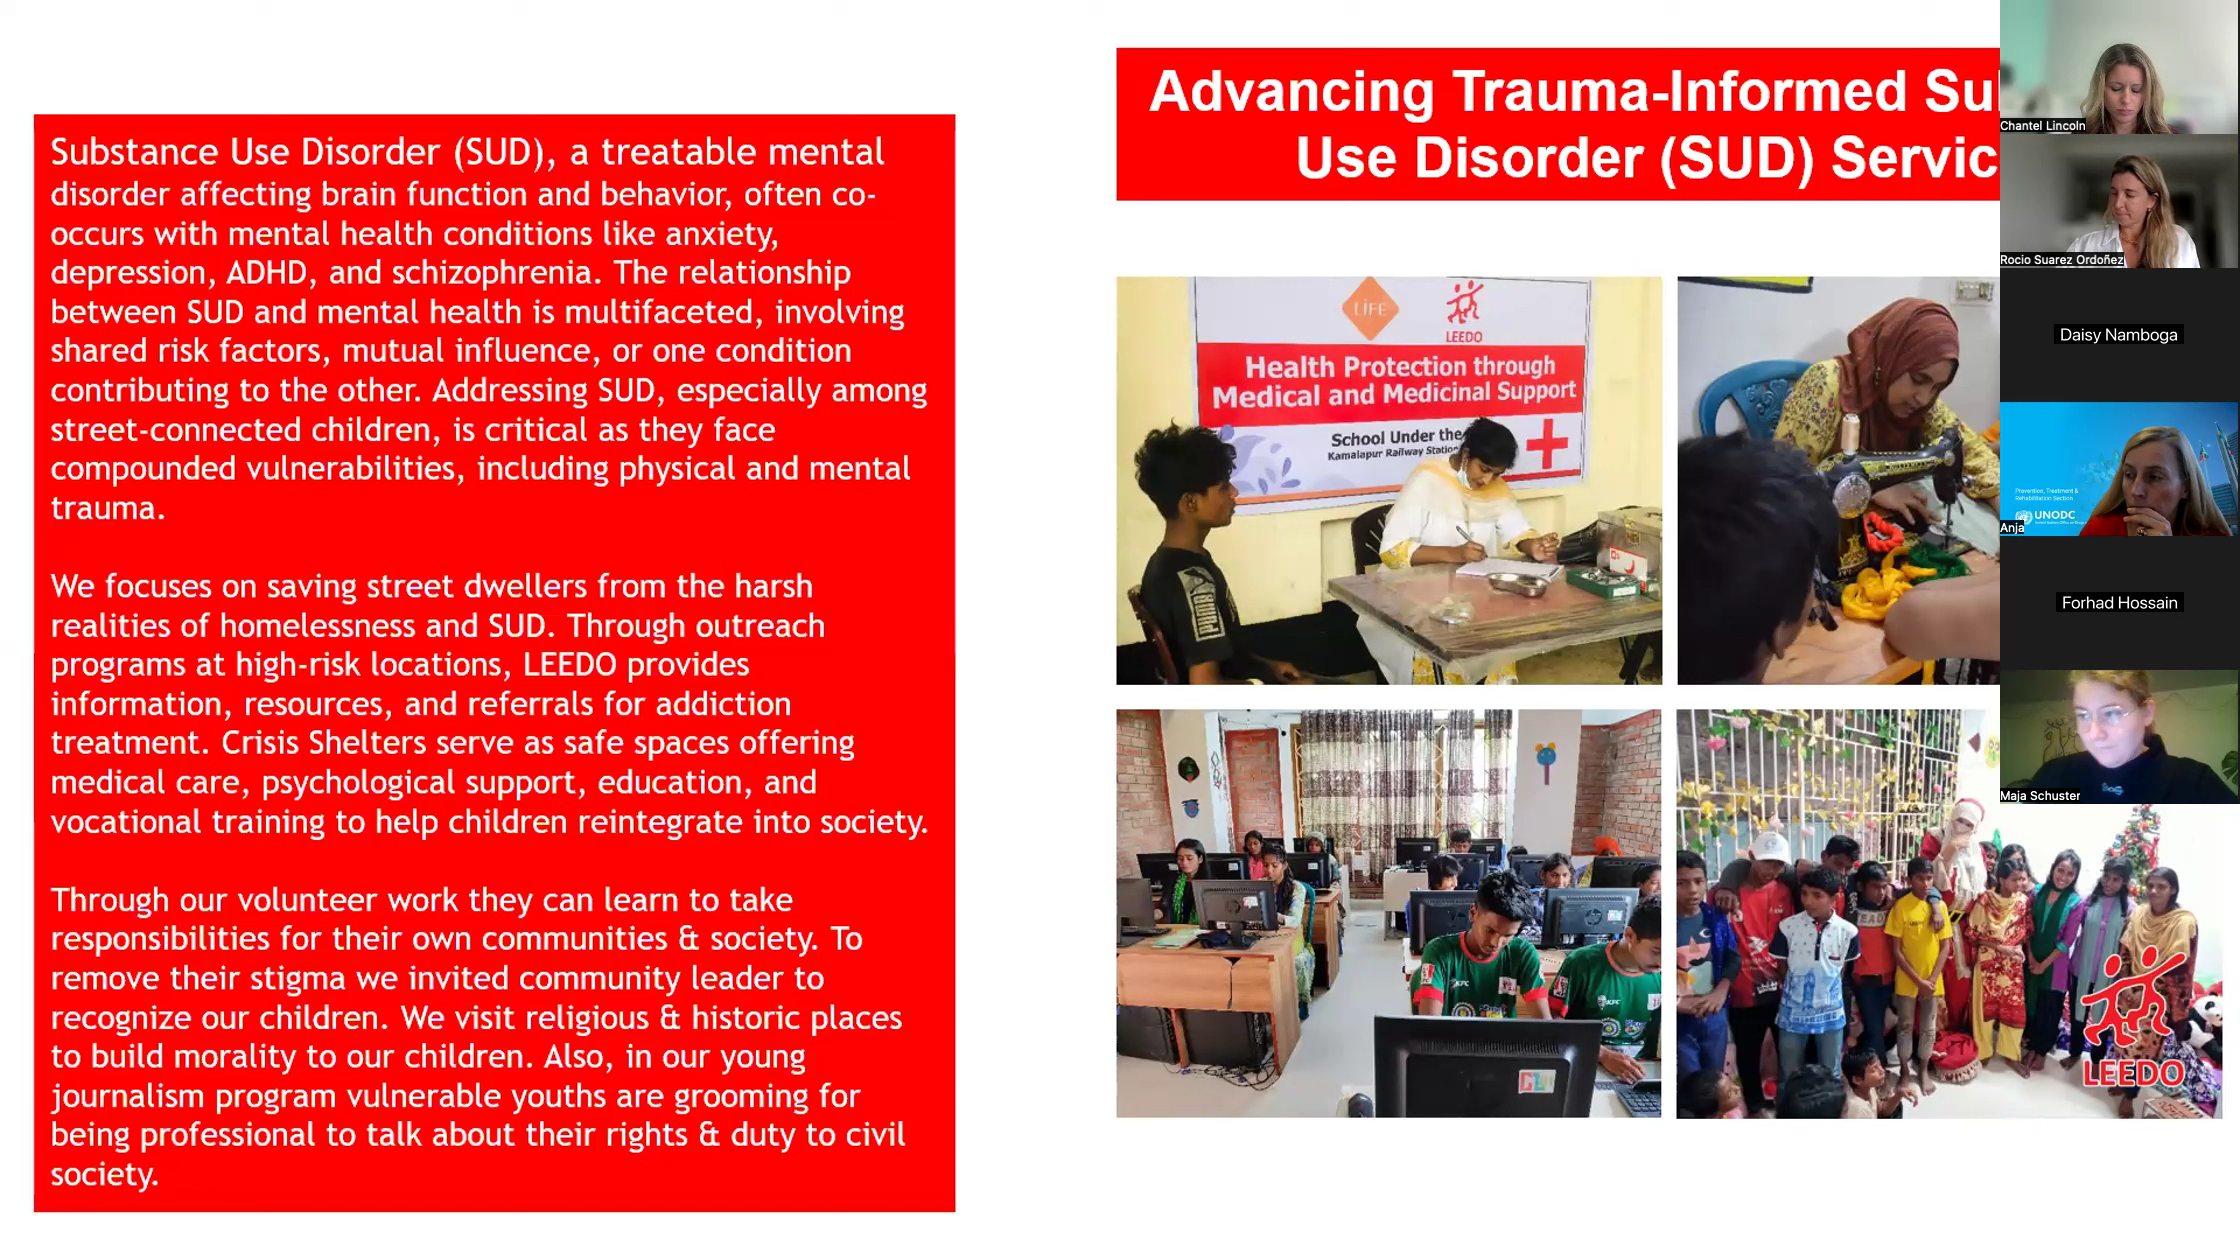 Substance Use Disorder (SUD), a treatable mental
disorder affecting brain function and behavior, often co-
occurs with mental health conditions like anxiety,
depression, ADHD, and schizophrenia. The relationship
between SUD and mental health is multifaceted, involving
shared risk factors, mutual influence, or one condition
contributing to the other. Addressing SUD, especially among
street-connected children, is critical as they face
compounded vulnerabilities, including physical and mental
trauma.
We focuses on saving street dwellers from the harsh
realities of homelessness and SUD. Through outreach
programs at high-risk locations, LEEDO provides
information, resources, and referrals for addiction
treatment. Crisis Shelters serve as safe spaces offering
medical care, psychological support, education, and
vocational training to help children reintegrate into society.
Through our volunteer work they can learn to take
responsibilities for their own communities & society. To
remove their stigma we invited community leader to
recognize our children. We visit religious & historic places
to build morality to our children. Also, in our young
journalism program vulnerable youths are grooming for
being professional to talk about their rights & duty to civil
society.
Advancing Trauma-Informed Su
Use Disorder (SUD) Servic
LiFE
LEEDO
Health Protection through
Medical and Medicinal Support
School Under the
Kamalapur Railway Statio
PUMA
KFC
KFC
LEEDO
Chantel Lincoln
Rocio Suarez Ordoñez
Daisy Namboga
Prevention, Treatment &
Rehabilitation Section
UNODC
Anja
Forhad Hossain
Maja Schuster